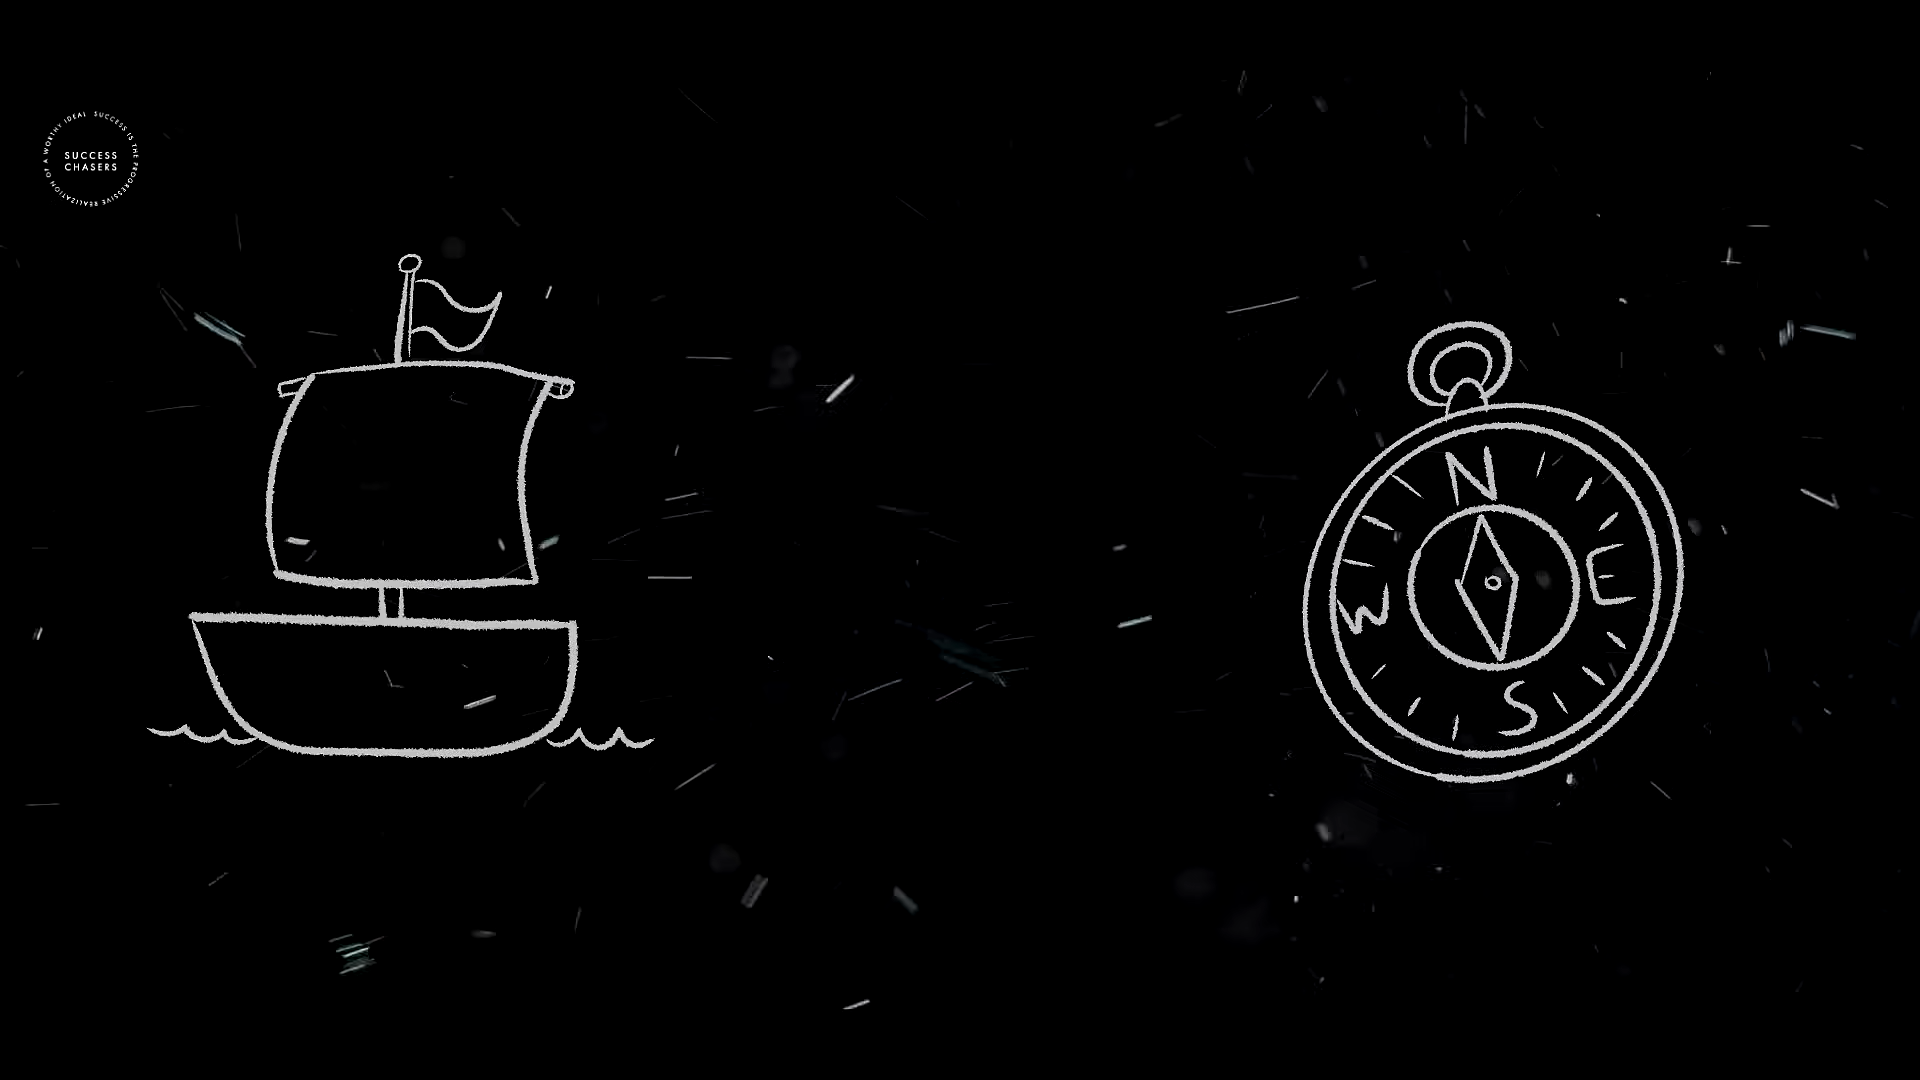 SUCCESS IS THE PROGRESSIVE REALIZATION OF A WORTHY IDEAL
SUCCESS
CHASERS
N
E
W
S